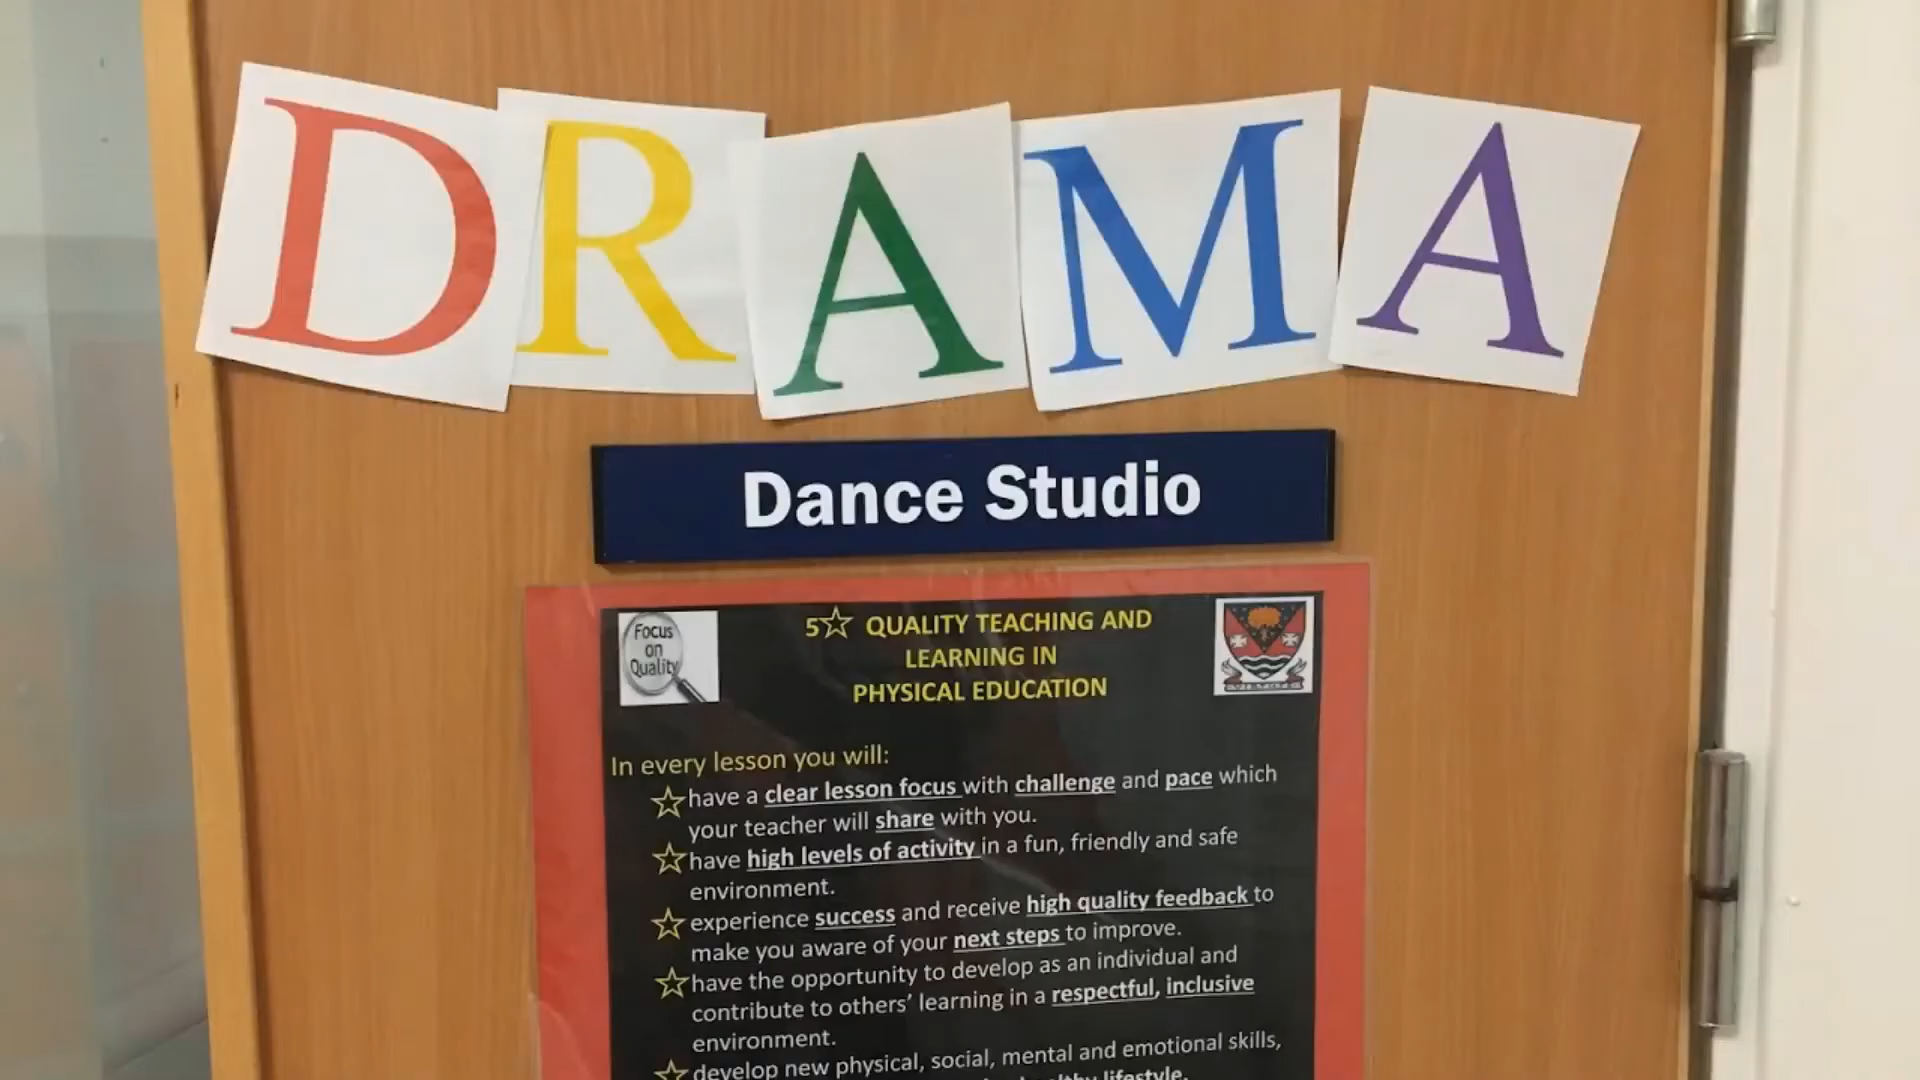 DRAMA
Dance Studio
Focus
on
Quality
5☆ QUALITY TEACHING AND
LEARNING IN
PHYSICAL EDUCATION
In every lesson you will:
☆have a clear lesson focus with challenge and pace which
your teacher will share with you.
☆have high levels of activity in a fun, friendly and safe
environment.
☆experience success and receive high quality feedback to
make you aware of your next steps to improve.
☆have the opportunity to develop as an individual and
contribute to others’ learning in a respectful, inclusive
environment.
☆develop new physical, social, mental and emotional skills,
lifestyle.